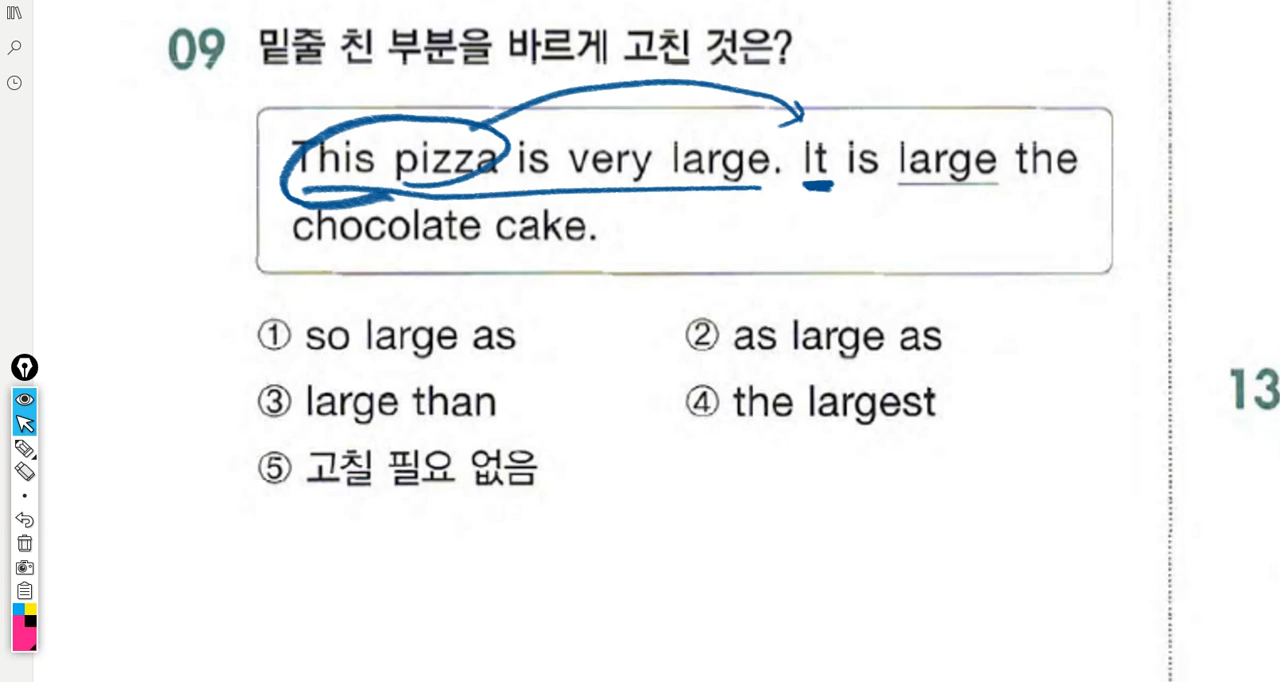 09 밑줄 친 부분을 바르게 고친 것은?
This pizza is very large. It is large the
chocolate cake.
① so large as
② as large as
③ large than
④ the largest
⑤ 고칠 필요 없음
13